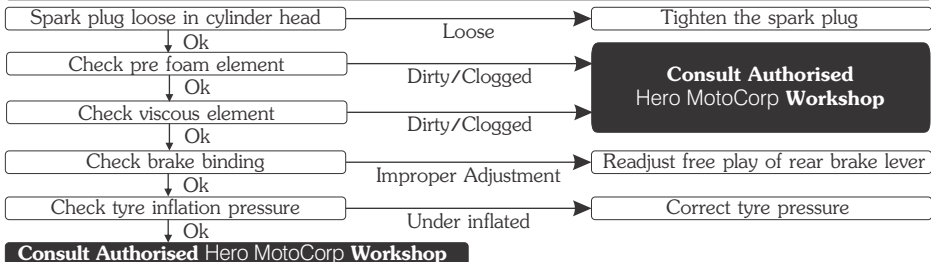 Spark plug loose in cylinder head
Loose
Tighten the spark plug
Ok
Check pre foam element
Dirty/Clogged
Consult Authorised
Hero MotoCorp Workshop
Ok
Check viscous element
Dirty/Clogged
Ok
Check brake binding
Improper Adjustment
Readjust free play of rear brake lever
Ok
Check tyre inflation pressure
Under inflated
Correct tyre pressure
Ok
Consult Authorised Hero MotoCorp Workshop